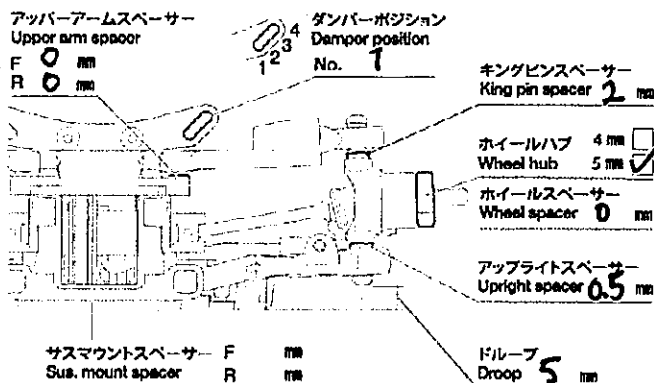 アッパーアームスペーサー
Uppor arm spacor
F 0 mm
R 0 mm
1 2 3 4
ダンパーポジション
Dampor position
No. 1
キングピンスペーサー
King pin spacer 2 mm
ホイールハブ 4 mm
Wheel hub 5 mm ✓
ホイールスペーサー
Wheel spacer 0 mm
アップライトスペーサー
Upright spacer 0.5 mm
サスマウントスペーサー F mm
Sus. mount spacer R mm
ドループ
Droop 5 mm